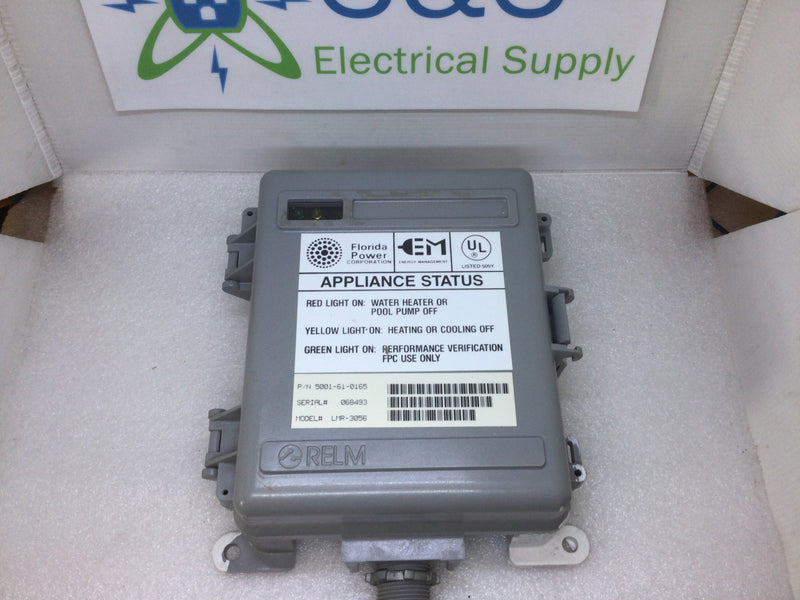 Electrical Supply
Florida
Power
CORPORATION
EM
ENERGY MANAGEMENT
UL
LISTED 509Y
APPLIANCE STATUS
RED LIGHT ON: WATER HEATER OR
POOL PUMP OFF
YELLOW LIGHT ON: HEATING OR COOLING OFF
GREEN LIGHT ON: PERFORMANCE VERIFICATION
FPC USE ONLY
P/N 5001-61-0165
SERIAL# 068493
MODEL# LMR-3056
RELM